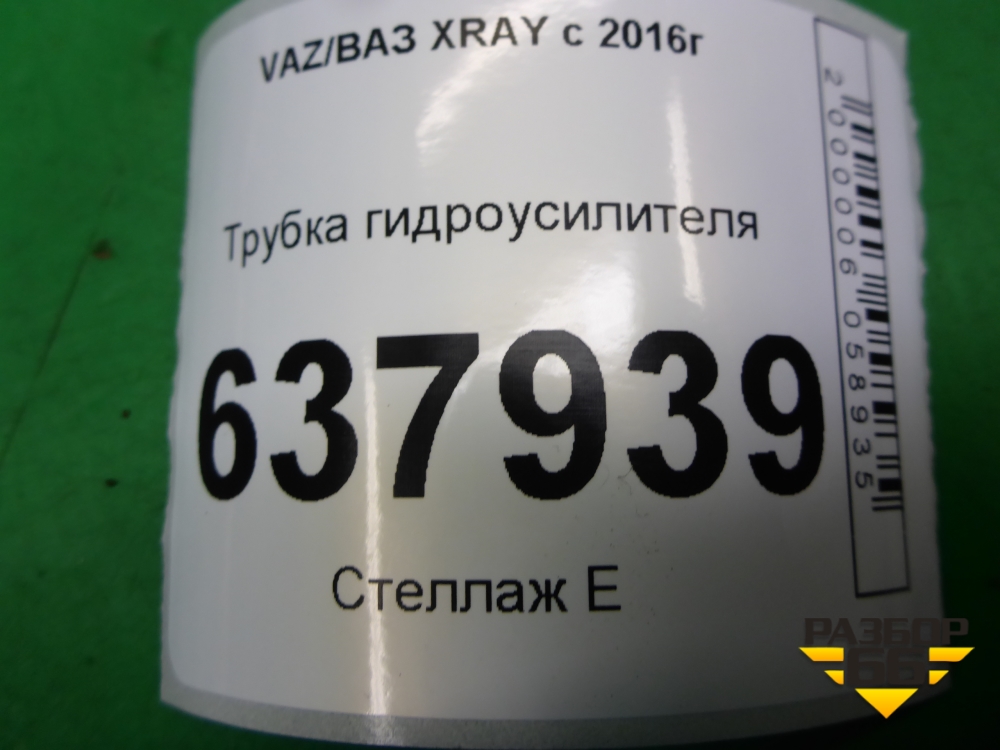 VAZ/ВАЗ XRAY с 2016г
Трубка гидроусилителя
637939
Стеллаж Е
2000006058935
РАЗБОР
66